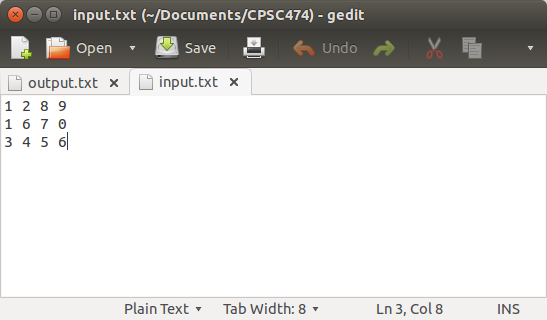 input.txt (~/Documents/CPSC474) - gedit
Open Save Undo
output.txt input.txt
1 2 8 9
1 6 7 0
3 4 5 6
Plain Text Tab Width: 8 Ln 3, Col 8 INS